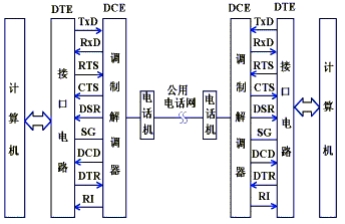 DTE DCE DCE DTE
TxD TxD
RxD RxD
RTS RTS
CTS CTS
DSR DSR
SG SG
DCD DCD
DTR DTR
RI RI
计算机
接口电路
调制解调器
电话机
公用
电话网
电话机
调制解调器
接口电路
计算机